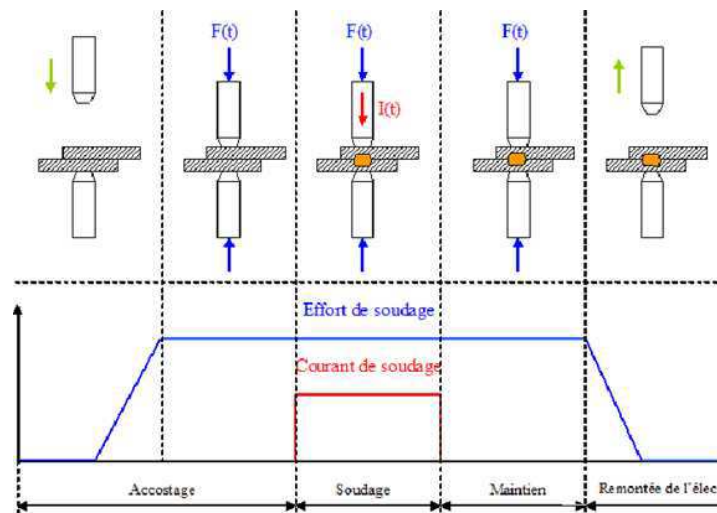 F(t)
F(t)
F(t)
I(t)
Effort de soudage
Courant de soudage
Accostage
Soudage
Maintien
Remontée de l'élec